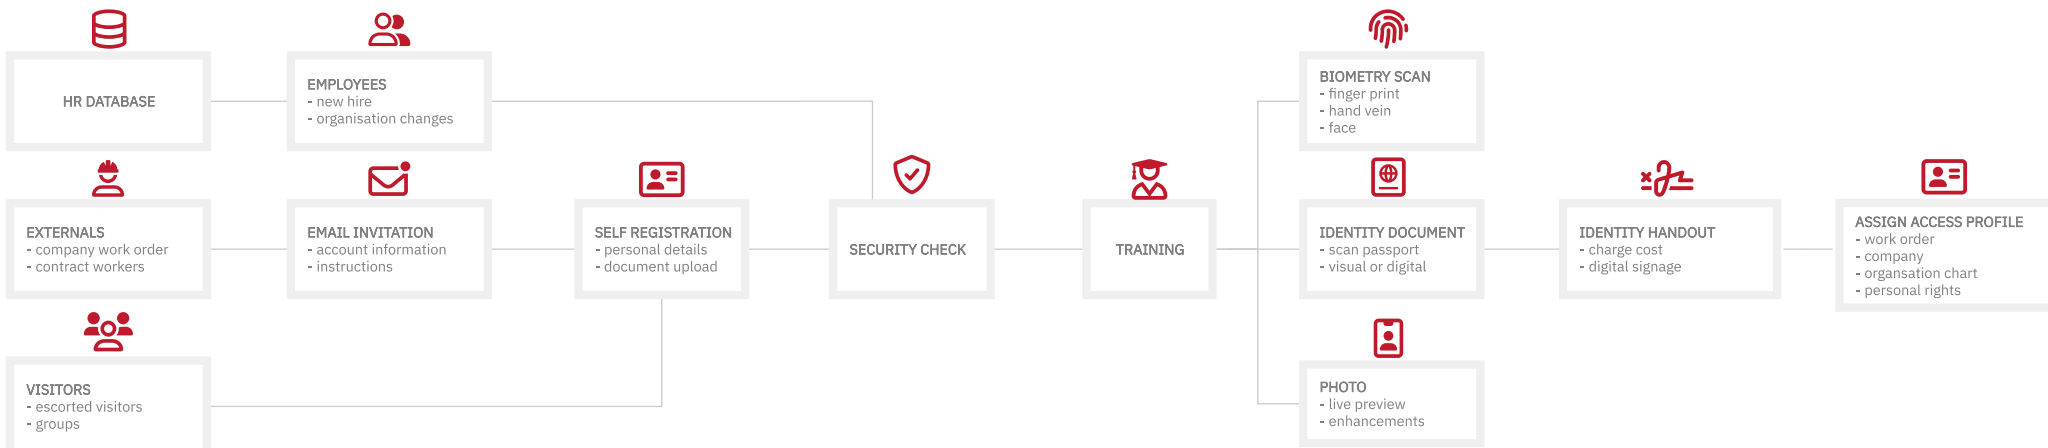 HR DATABASE
EMPLOYEES
- new hire
- organisation changes
BIOMETRY SCAN
- finger print
- hand vein
- face
EXTERNALS
- company work order
- contract workers
EMAIL INVITATION
- account information
- instructions
SELF REGISTRATION
- personal details
- document upload
SECURITY CHECK
TRAINING
IDENTITY DOCUMENT
- scan passport
- visual or digital
IDENTITY HANDOUT
- charge cost
- digital signage
ASSIGN ACCESS PROFILE
- work order
- company
- organsation chart
- personal rights
VISITORS
- escorted visitors
- groups
PHOTO
- live preview
- enhancements